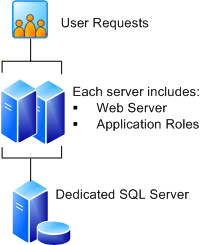 User Requests
Each server includes:
▪ Web Server
▪ Application Roles
Dedicated SQL Server